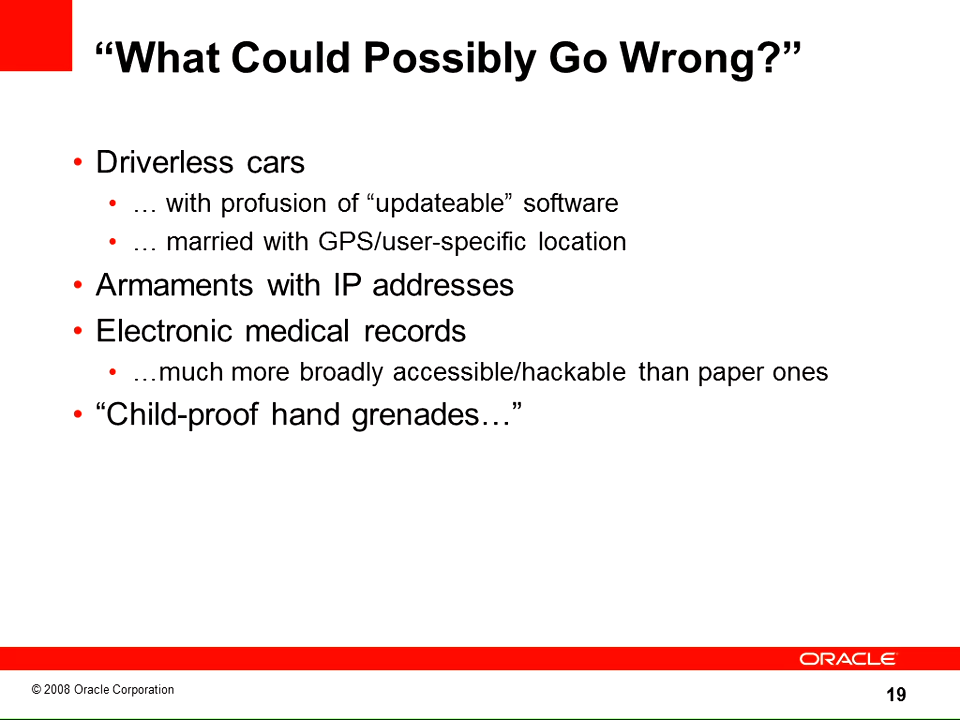 “What Could Possibly Go Wrong?”
• Driverless cars
• … with profusion of “updateable” software
• … married with GPS/user-specific location
• Armaments with IP addresses
• Electronic medical records
• …much more broadly accessible/hackable than paper ones
• “Child-proof hand grenades…”
ORACLE
© 2008 Oracle Corporation
19